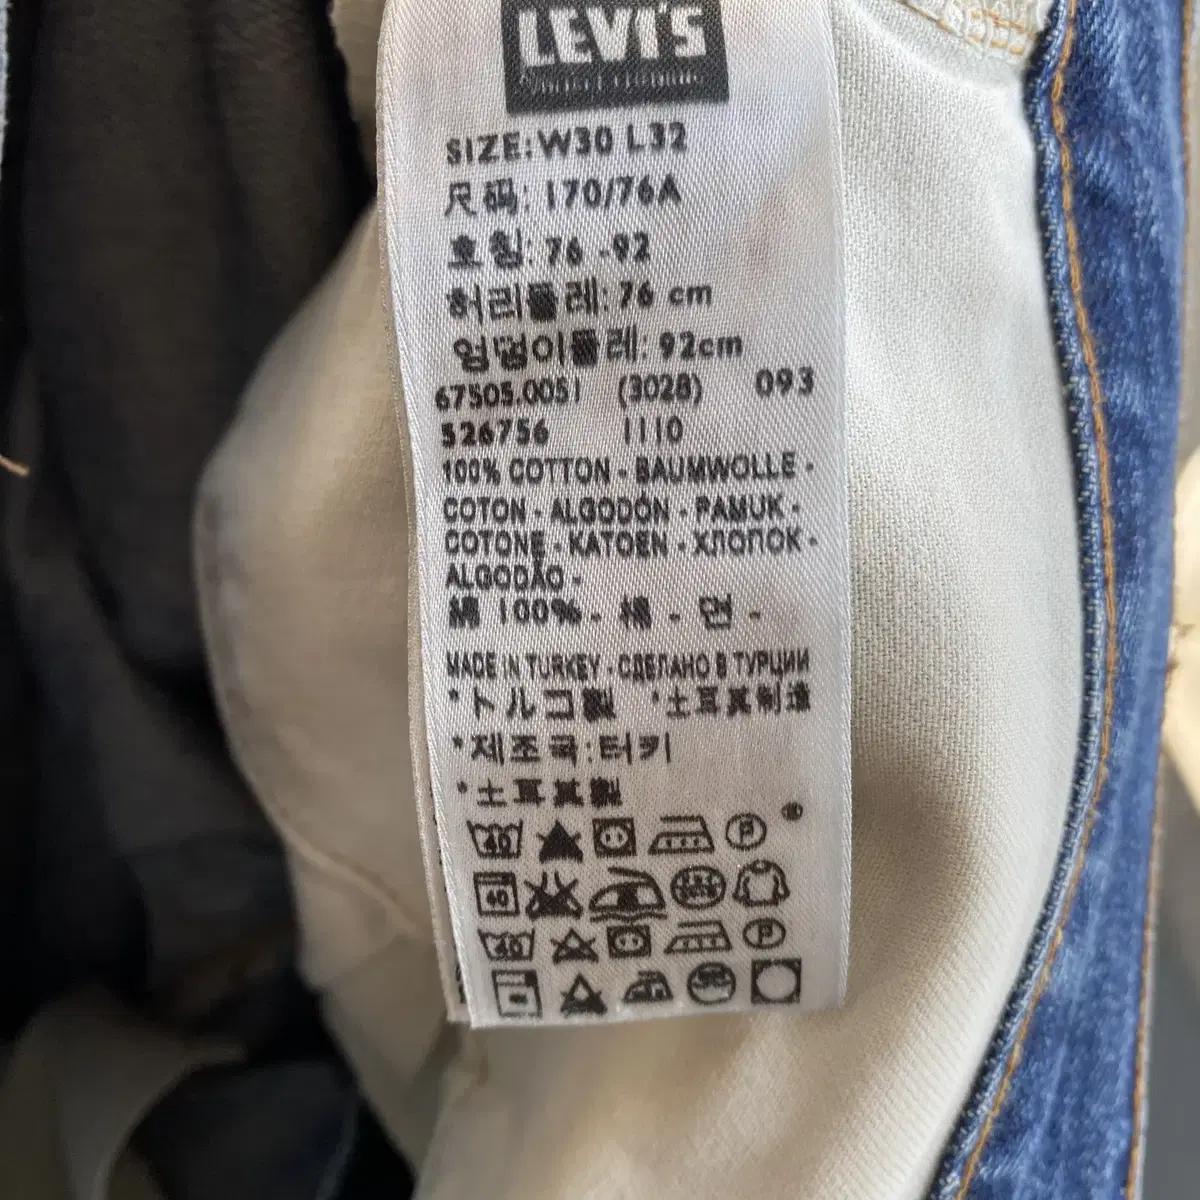 LEVI'S
SIZE: W30 L32
尺码: 170/76A
호칭: 76 -92
허리둘레: 76 cm
엉덩이둘레: 92cm
67505.0051 (3028) 093
526756 1110
100% COTTON - BAUMWOLLE -
COTON - ALGODÓN - PAMUK -
COTONE - KATOEN - ХЛОПОК -
ALGODÃO -
綿 100% - 棉 - 면 -
MADE IN TURKEY - СДЕЛАНО В ТУРЦИИ
*トルコ製 *土耳其制造
*제조국:터키
*土耳其製
40 P ®
40
40 P